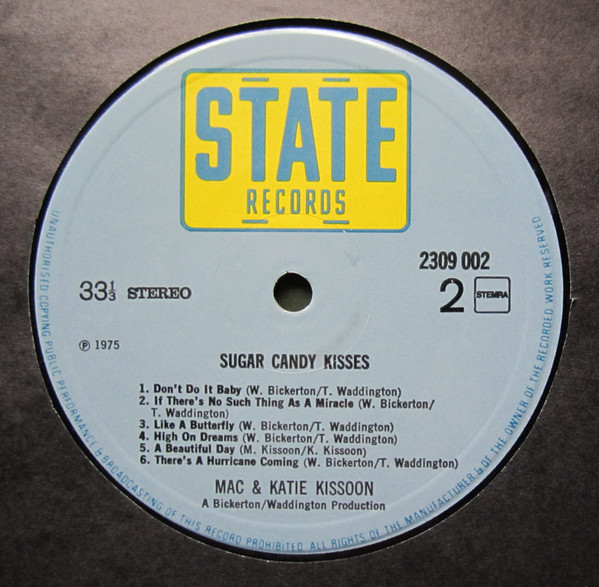 STATE
RECORDS
2309 002
33⅓ STEREO
2 STEMRA
℗ 1975
SUGAR CANDY KISSES
1. Don't Do It Baby (W. Bickerton/T. Waddington)
2. If There's No Such Thing As A Miracle (W. Bickerton/
T. Waddington)
3. Like A Butterfly (W. Bickerton/T. Waddington)
4. High On Dreams (W. Bickerton/T. Waddington)
5. A Beautiful Day (M. Kissoon/K. Kissoon)
6. There's A Hurricane Coming (W. Bickerton/T. Waddington)
MAC & KATIE KISSOON
A Bickerton/Waddington Production
UNAUTHORISED COPYING PUBLIC PERFORMANCE & BROADCASTING OF THIS RECORD PROHIBITED ALL RIGHTS OF THE MANUFACTURER & OF THE OWNER OF THE RECORDED WORK RESERVED